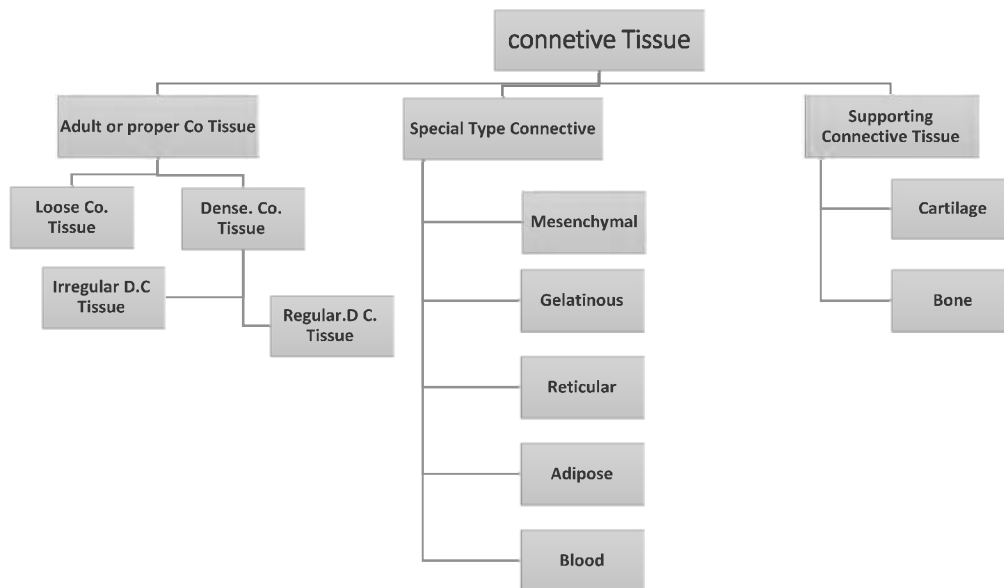 connetive Tissue
Adult or proper Co Tissue
Special Type Connective
Supporting
Connective Tissue
Loose Co.
Tissue
Dense. Co.
Tissue
Irregular D.C
Tissue
Regular.D C.
Tissue
Mesenchymal
Gelatinous
Reticular
Adipose
Blood
Cartilage
Bone